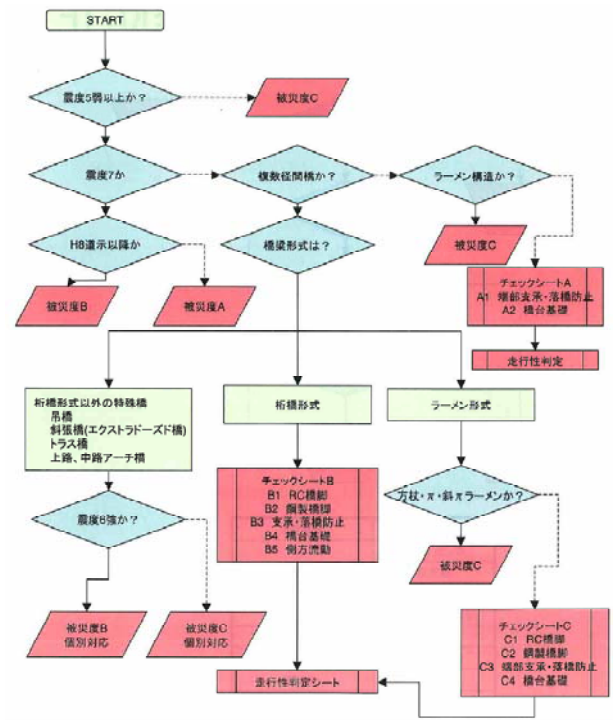 START
震度5弱以上か?
被災度C
震度7か
複数径間橋か?
ラーメン構造か?
H8道示以降か
橋梁形式は?
被災度C
被災度B
被災度A
チェックシートA
A1 端部支承・落橋防止
A2 橋台基礎
走行性判定
桁橋形式以外の特殊橋
吊橋
斜張橋(エクストラドーズド橋)
トラス橋
上路、中路アーチ橋
桁橋形式
ラーメン形式
チェックシートB
B1 RC橋脚
B2 鋼製橋脚
B3 支承・落橋防止
B4 橋台基礎
B5 側方流動
方杖・π・斜πラーメンか?
震度6強か?
被災度C
被災度B
個別対応
被災度C
個別対応
チェックシートC
C1 RC橋脚
C2 鋼製橋脚
C3 端部支承・落橋防止
C4 橋台基礎
走行性判定シート